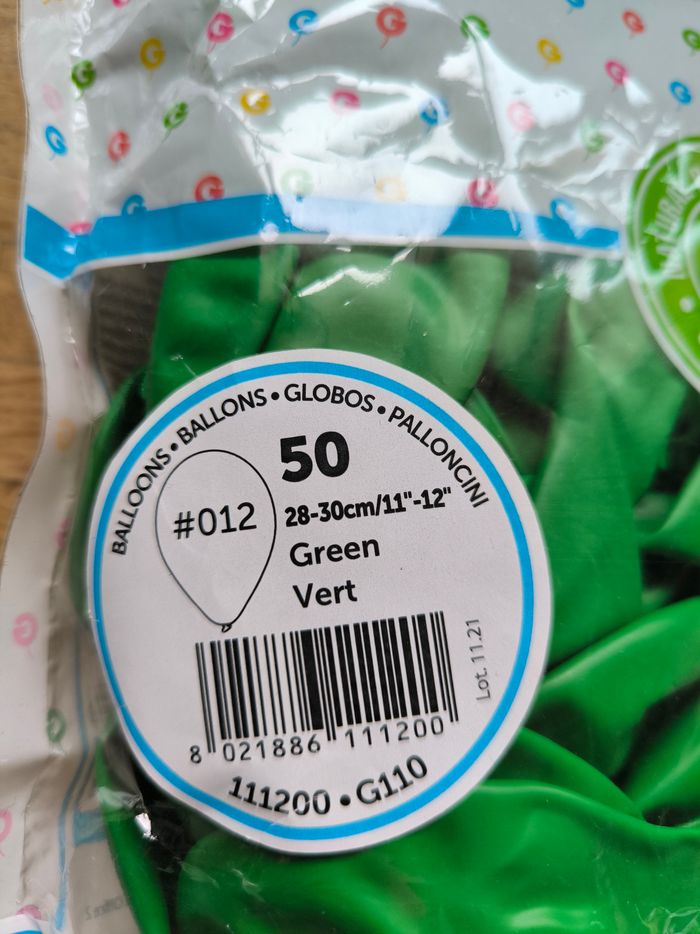 BALLOONS • BALLONS • GLOBOS • PALLONCINI
50
#012
28-30cm/11"-12"
Green
Vert
Lot. 11.21
8 021886 111200
111200 • G110